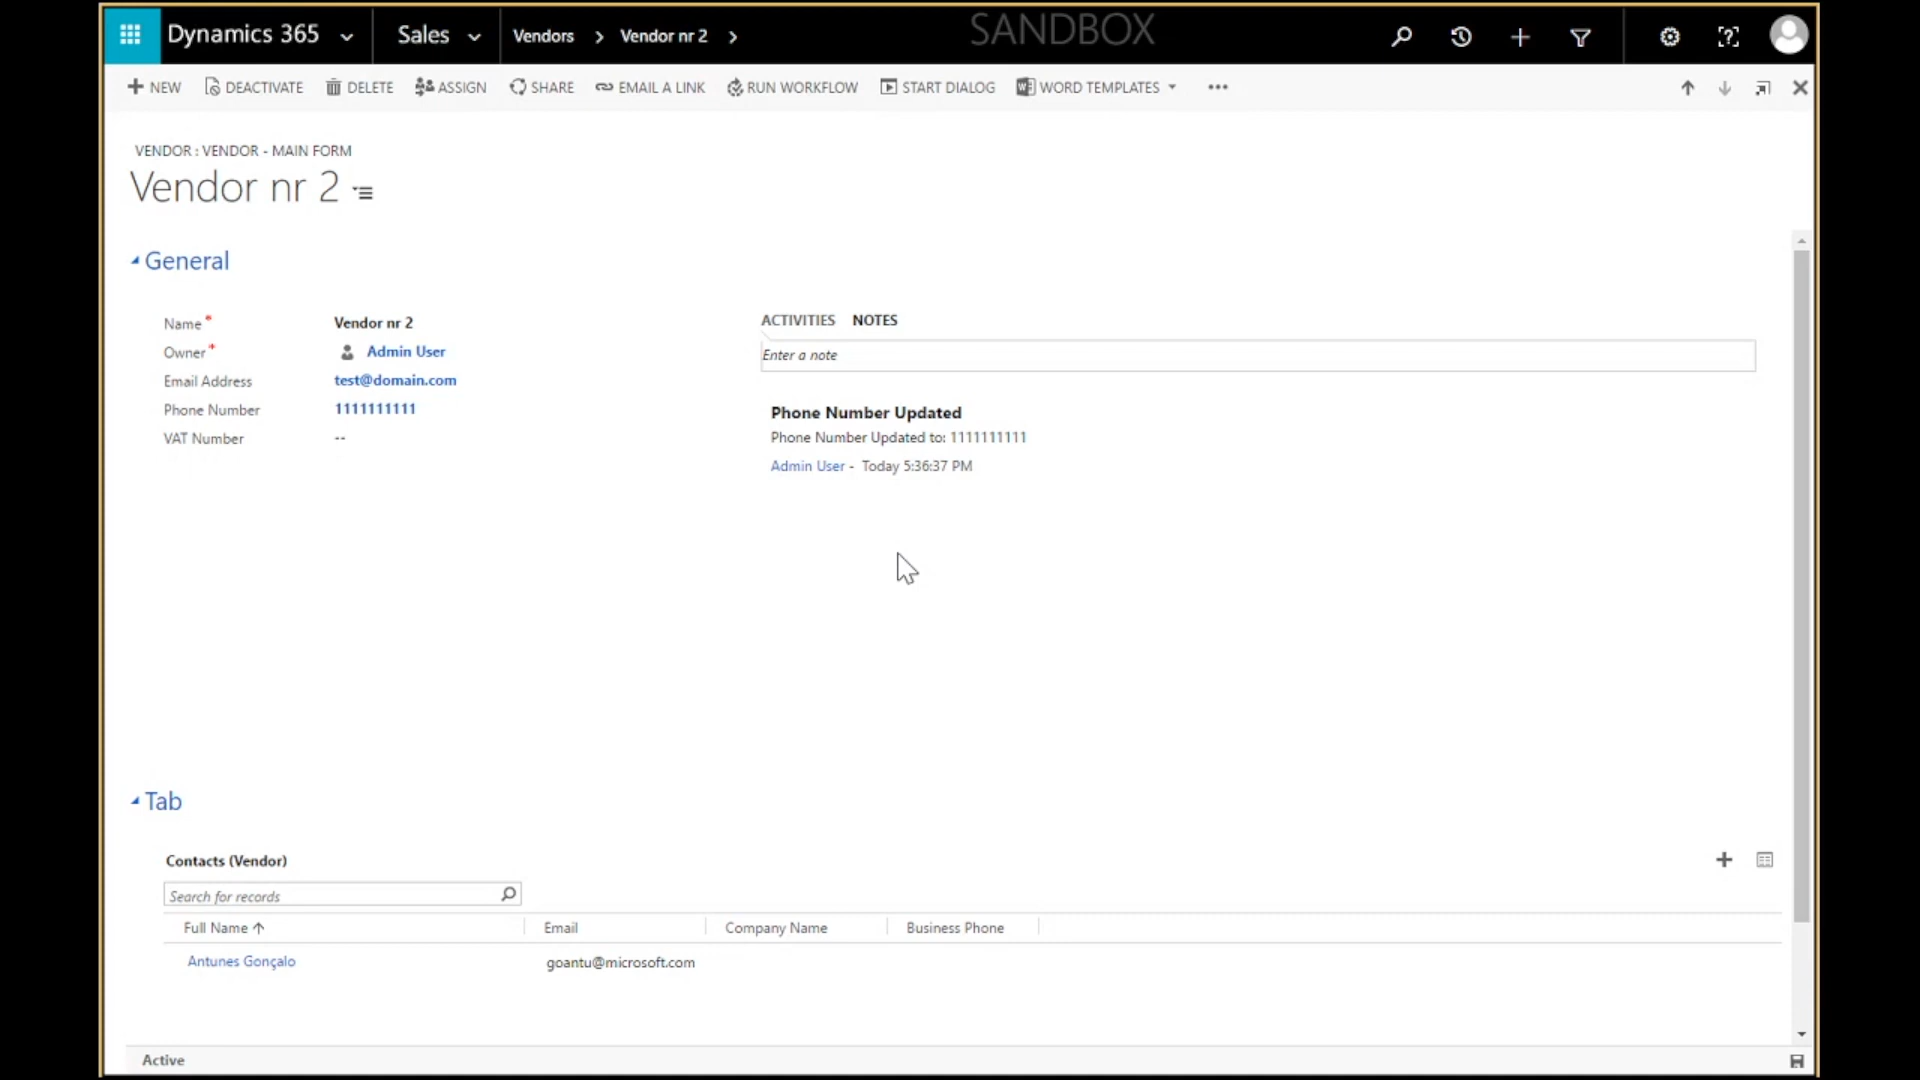 Dynamics 365
Sales
Vendors
Vendor nr 2
SANDBOX
NEW
DEACTIVATE
DELETE
ASSIGN
SHARE
EMAIL A LINK
RUN WORKFLOW
START DIALOG
WORD TEMPLATES
VENDOR : VENDOR - MAIN FORM
Vendor nr 2
General
Name*
Vendor nr 2
Owner*
Admin User
Email Address
test@domain.com
Phone Number
1111111111
VAT Number
--
ACTIVITIES NOTES
Enter a note
Phone Number Updated
Phone Number Updated to: 1111111111
Admin User - Today 5:36:37 PM
Tab
Contacts (Vendor)
Search for records
Full Name Email Company Name Business Phone
Antunes Gonçalo goantu@microsoft.com
Active